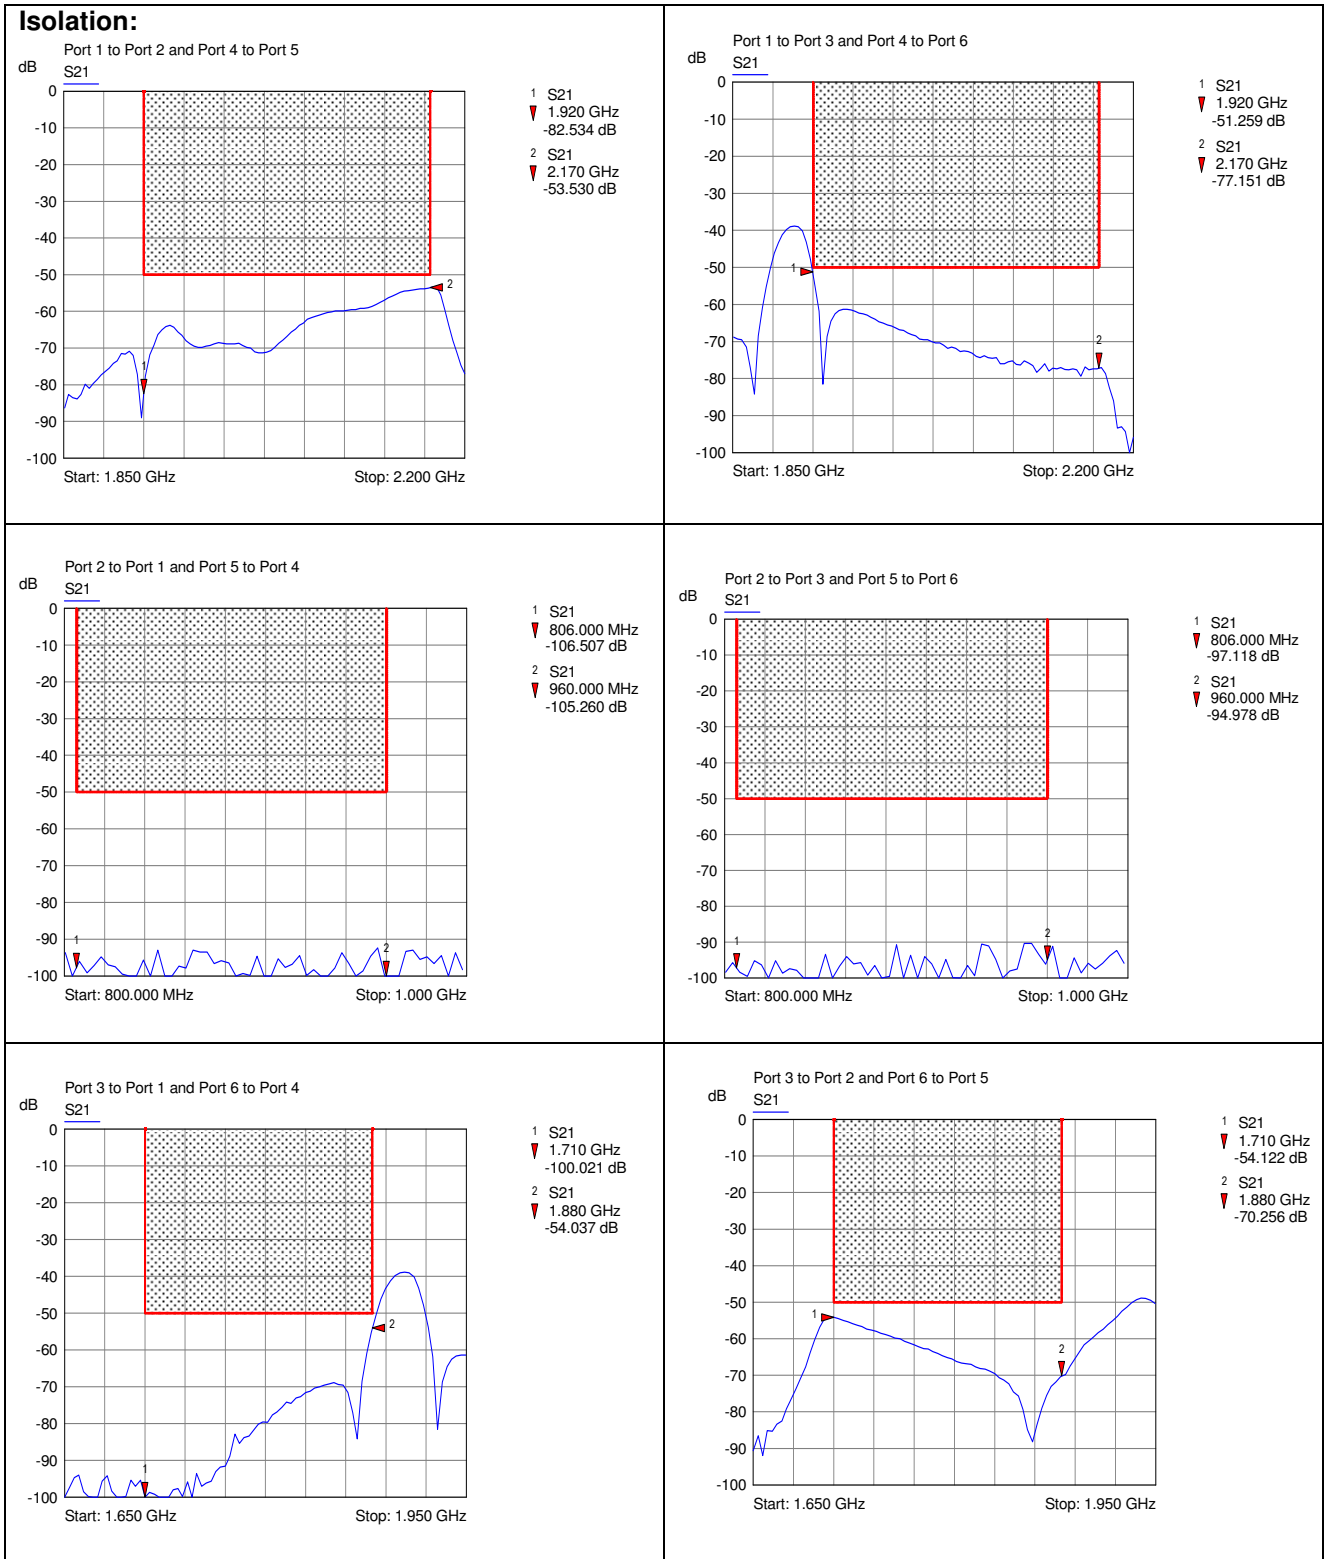 Isolation:
Port 1 to Port 2 and Port 4 to Port 5
dB
S21
0
-10
-20
-30
-40
-50
-60
-70
-80
-90
-100
1
2
Start: 1.850 GHz
Stop: 2.200 GHz
1 S21
1.920 GHz
-82.534 dB
2 S21
2.170 GHz
-53.530 dB
Port 1 to Port 3 and Port 4 to Port 6
dB
S21
0
-10
-20
-30
-40
-50
-60
-70
-80
-90
-100
1
2
Start: 1.850 GHz
Stop: 2.200 GHz
1 S21
1.920 GHz
-51.259 dB
2 S21
2.170 GHz
-77.151 dB
Port 2 to Port 1 and Port 5 to Port 4
dB
S21
0
-10
-20
-30
-40
-50
-60
-70
-80
-90
-100
1
2
Start: 800.000 MHz
Stop: 1.000 GHz
1 S21
806.000 MHz
-106.507 dB
2 S21
960.000 MHz
-105.260 dB
Port 2 to Port 3 and Port 5 to Port 6
dB
S21
0
-10
-20
-30
-40
-50
-60
-70
-80
-90
-100
1
2
Start: 800.000 MHz
Stop: 1.000 GHz
1 S21
806.000 MHz
-97.118 dB
2 S21
960.000 MHz
-94.978 dB
Port 3 to Port 1 and Port 6 to Port 4
dB
S21
0
-10
-20
-30
-40
-50
-60
-70
-80
-90
-100
1
2
Start: 1.650 GHz
Stop: 1.950 GHz
1 S21
1.710 GHz
-100.021 dB
2 S21
1.880 GHz
-54.037 dB
Port 3 to Port 2 and Port 6 to Port 5
dB
S21
0
-10
-20
-30
-40
-50
-60
-70
-80
-90
-100
1
2
Start: 1.650 GHz
Stop: 1.950 GHz
1 S21
1.710 GHz
-54.122 dB
2 S21
1.880 GHz
-70.256 dB